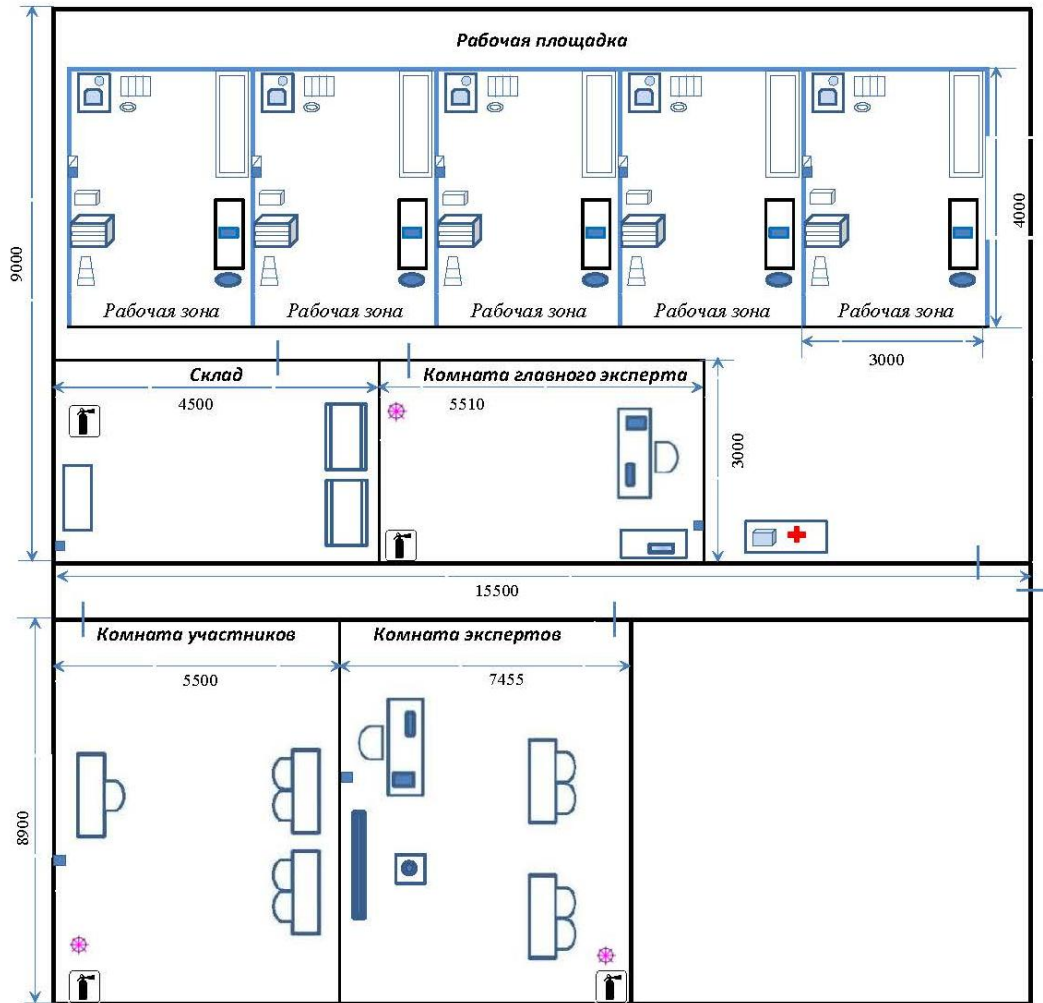 Рабочая площадка
9000
4000
Рабочая зона
Рабочая зона
Рабочая зона
Рабочая зона
Рабочая зона
3000
Склад
Комната главного эксперта
4500
5510
3000
15500
Комната участников
Комната экспертов
5500
7455
8900